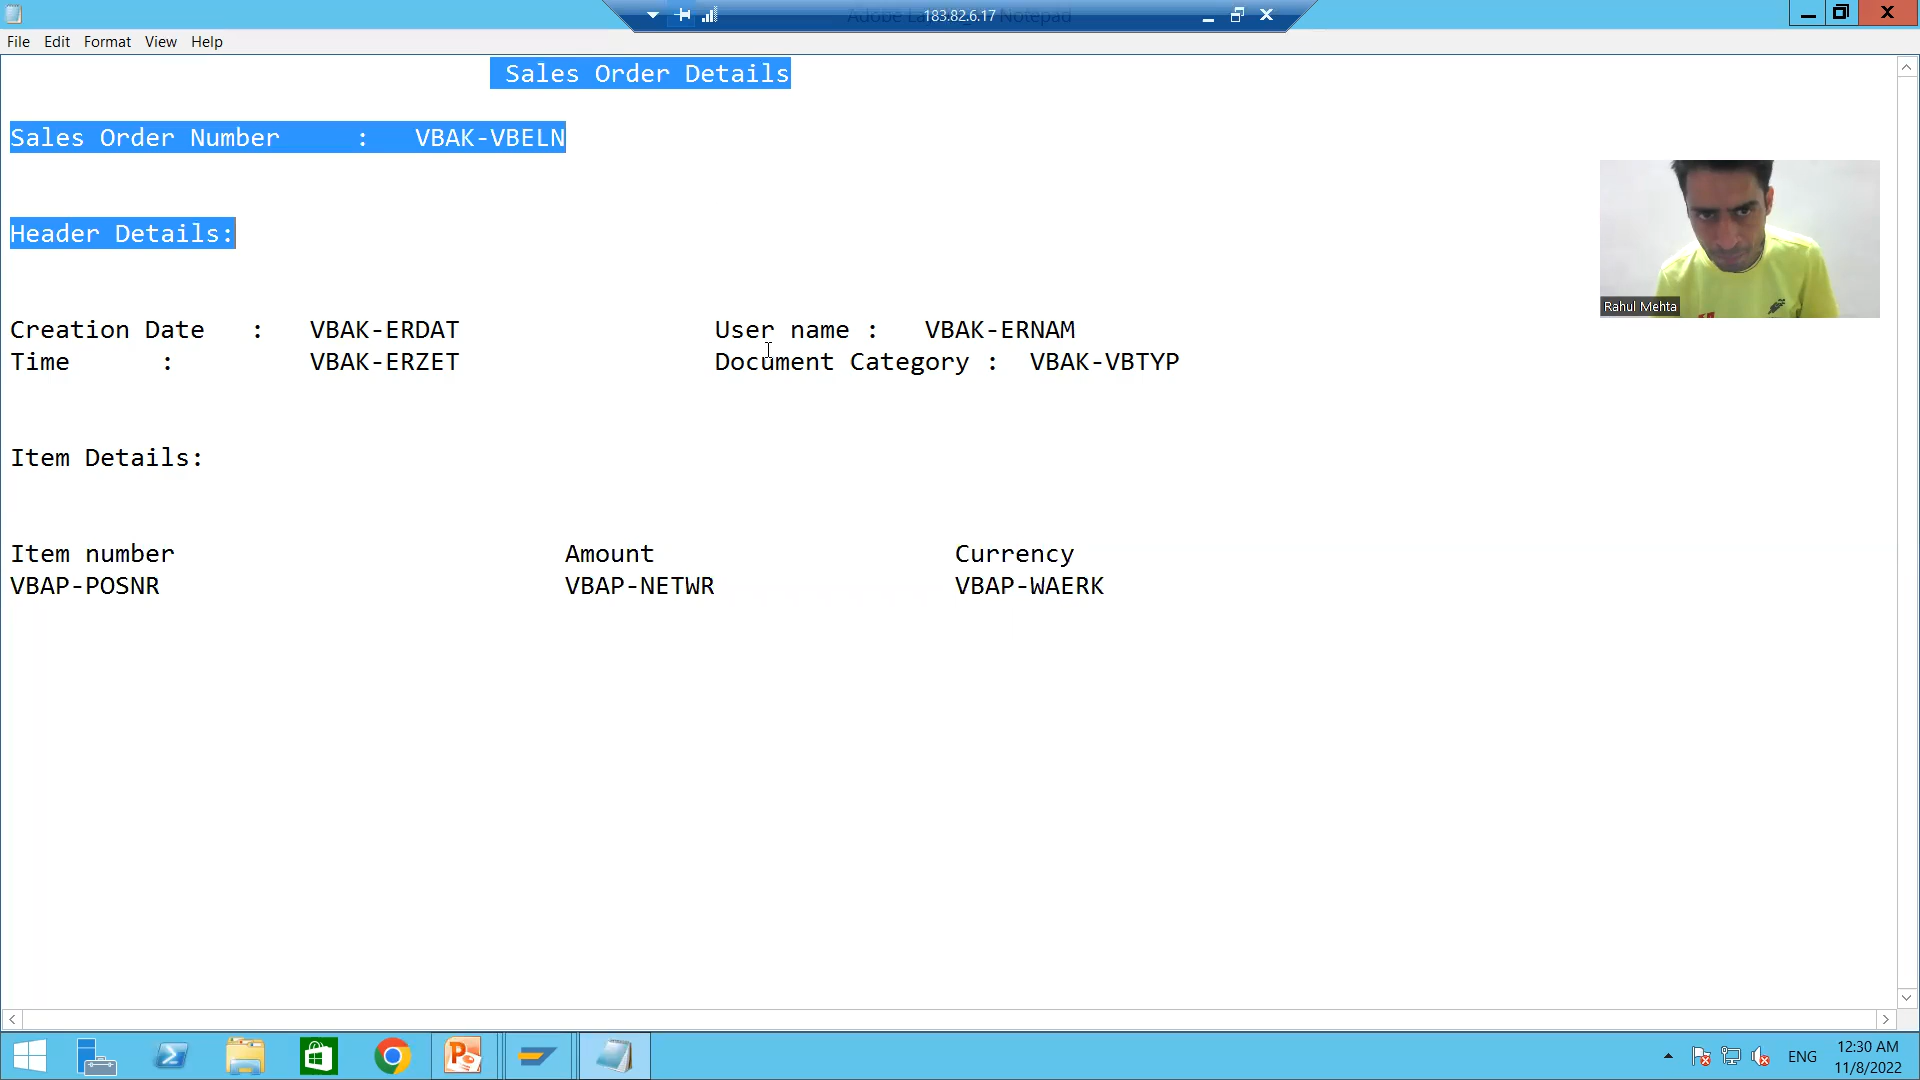 183.82.6.17
File Edit Format View Help
Sales Order Details
Sales Order Number : VBAK-VBELN
Header Details:
Rahul Mehta
Creation Date : VBAK-ERDAT User name : VBAK-ERNAM
Time : VBAK-ERZET Document Category : VBAK-VBTYP
Item Details:
Item number Amount Currency
VBAP-POSNR VBAP-NETWR VBAP-WAERK
ENG
12:30 AM
11/8/2022